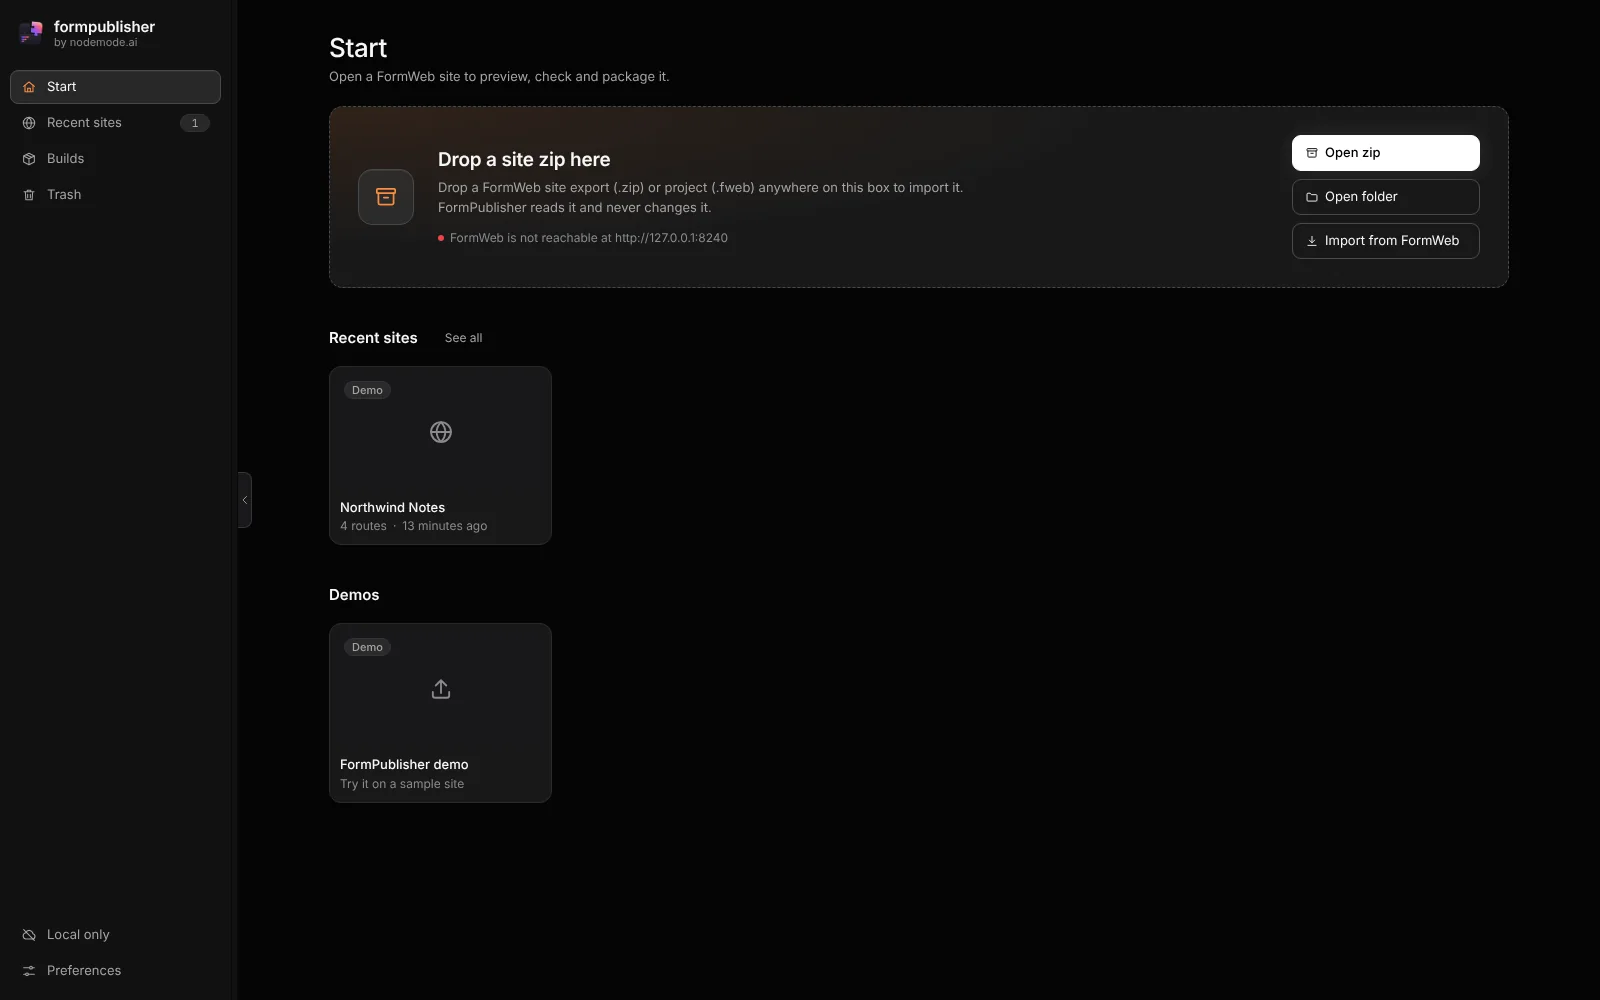 formpublisher
by nodemode.ai
Start
Recent sites
1
Builds
Trash
Local only
Preferences
Start
Open a FormWeb site to preview, check and package it.
Drop a site zip here
Drop a FormWeb site export (.zip) or project (.fweb) anywhere on this box to import it.
FormPublisher reads it and never changes it.
FormWeb is not reachable at http://127.0.0.1:8240
Open zip
Open folder
Import from FormWeb
Recent sites
See all
Demo
Northwind Notes
4 routes · 13 minutes ago
Demos
Demo
FormPublisher demo
Try it on a sample site